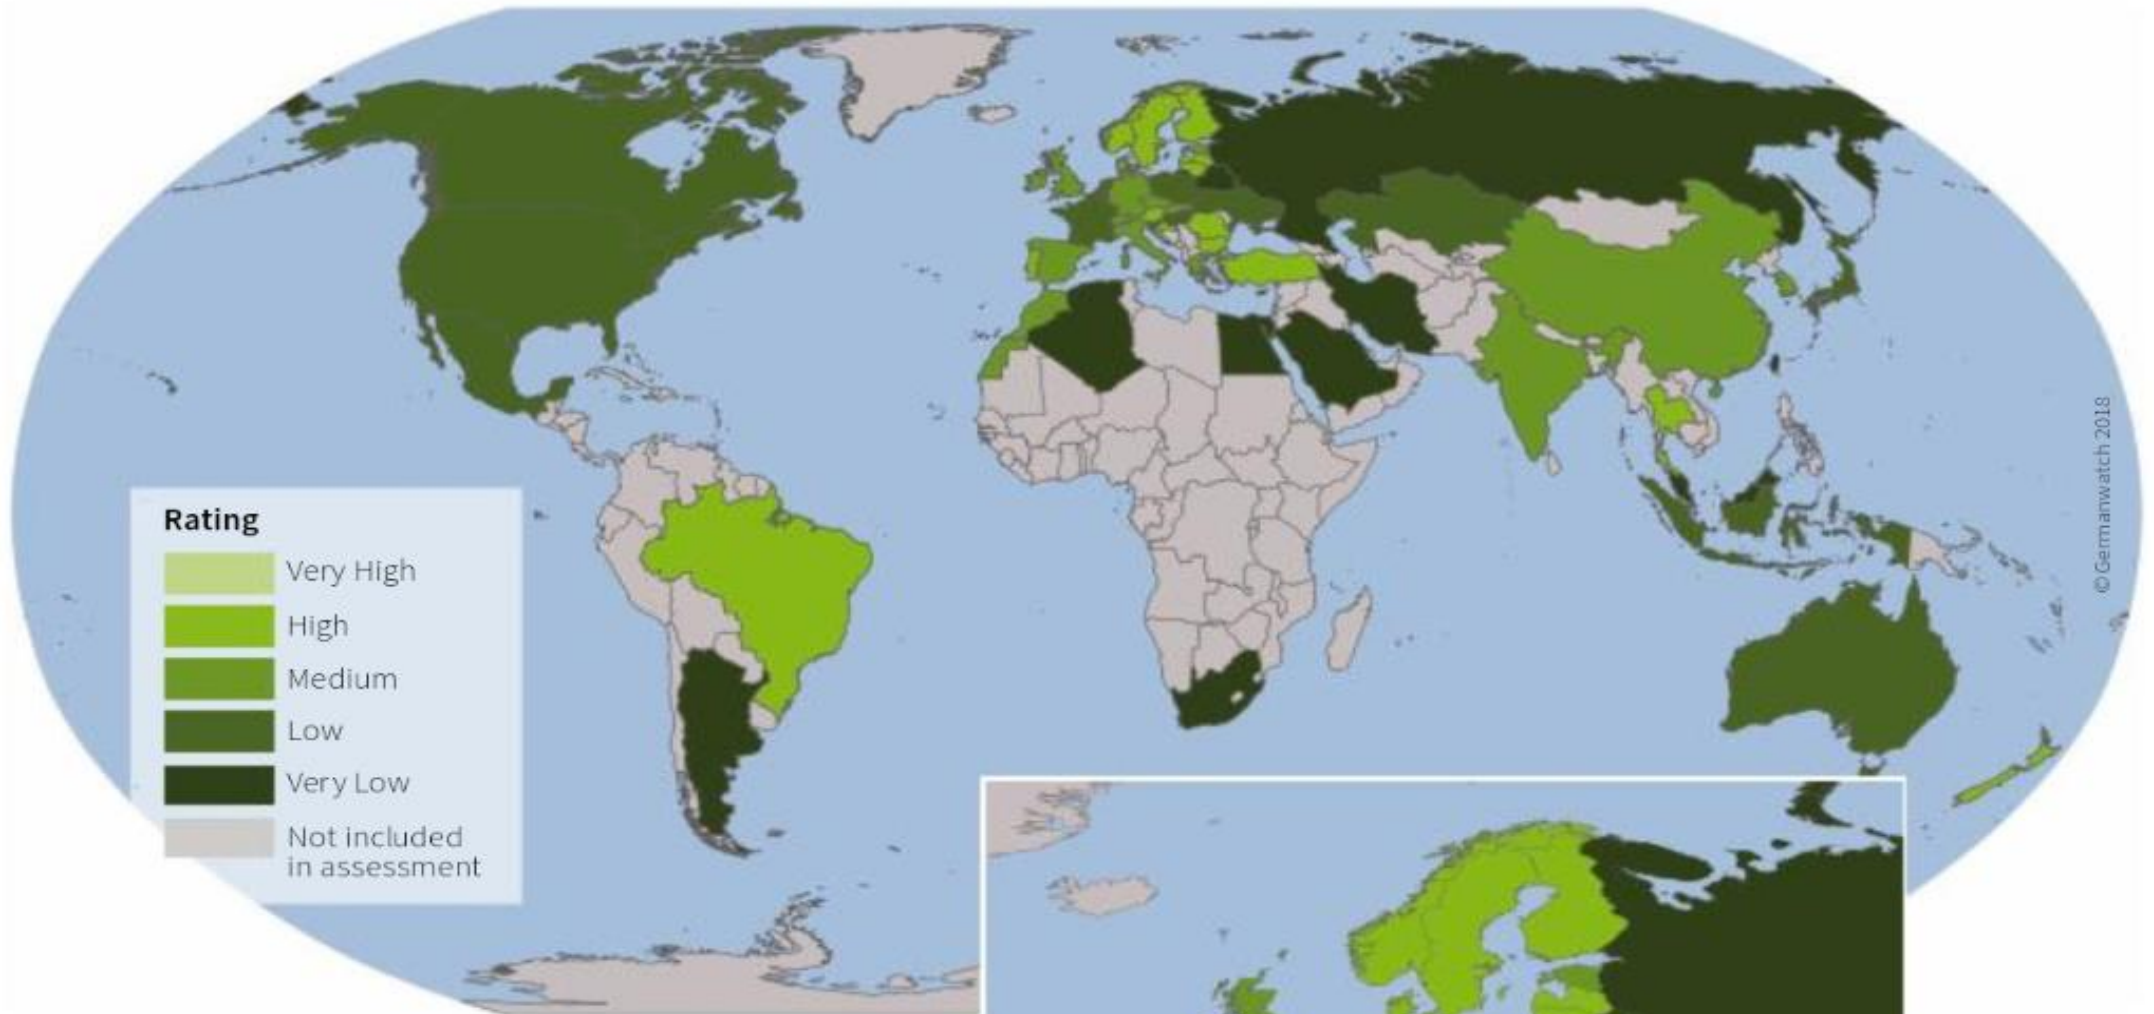 Rating
Very High
High
Medium
Low
Very Low
Not included
in assessment
©Germanwatch 2018